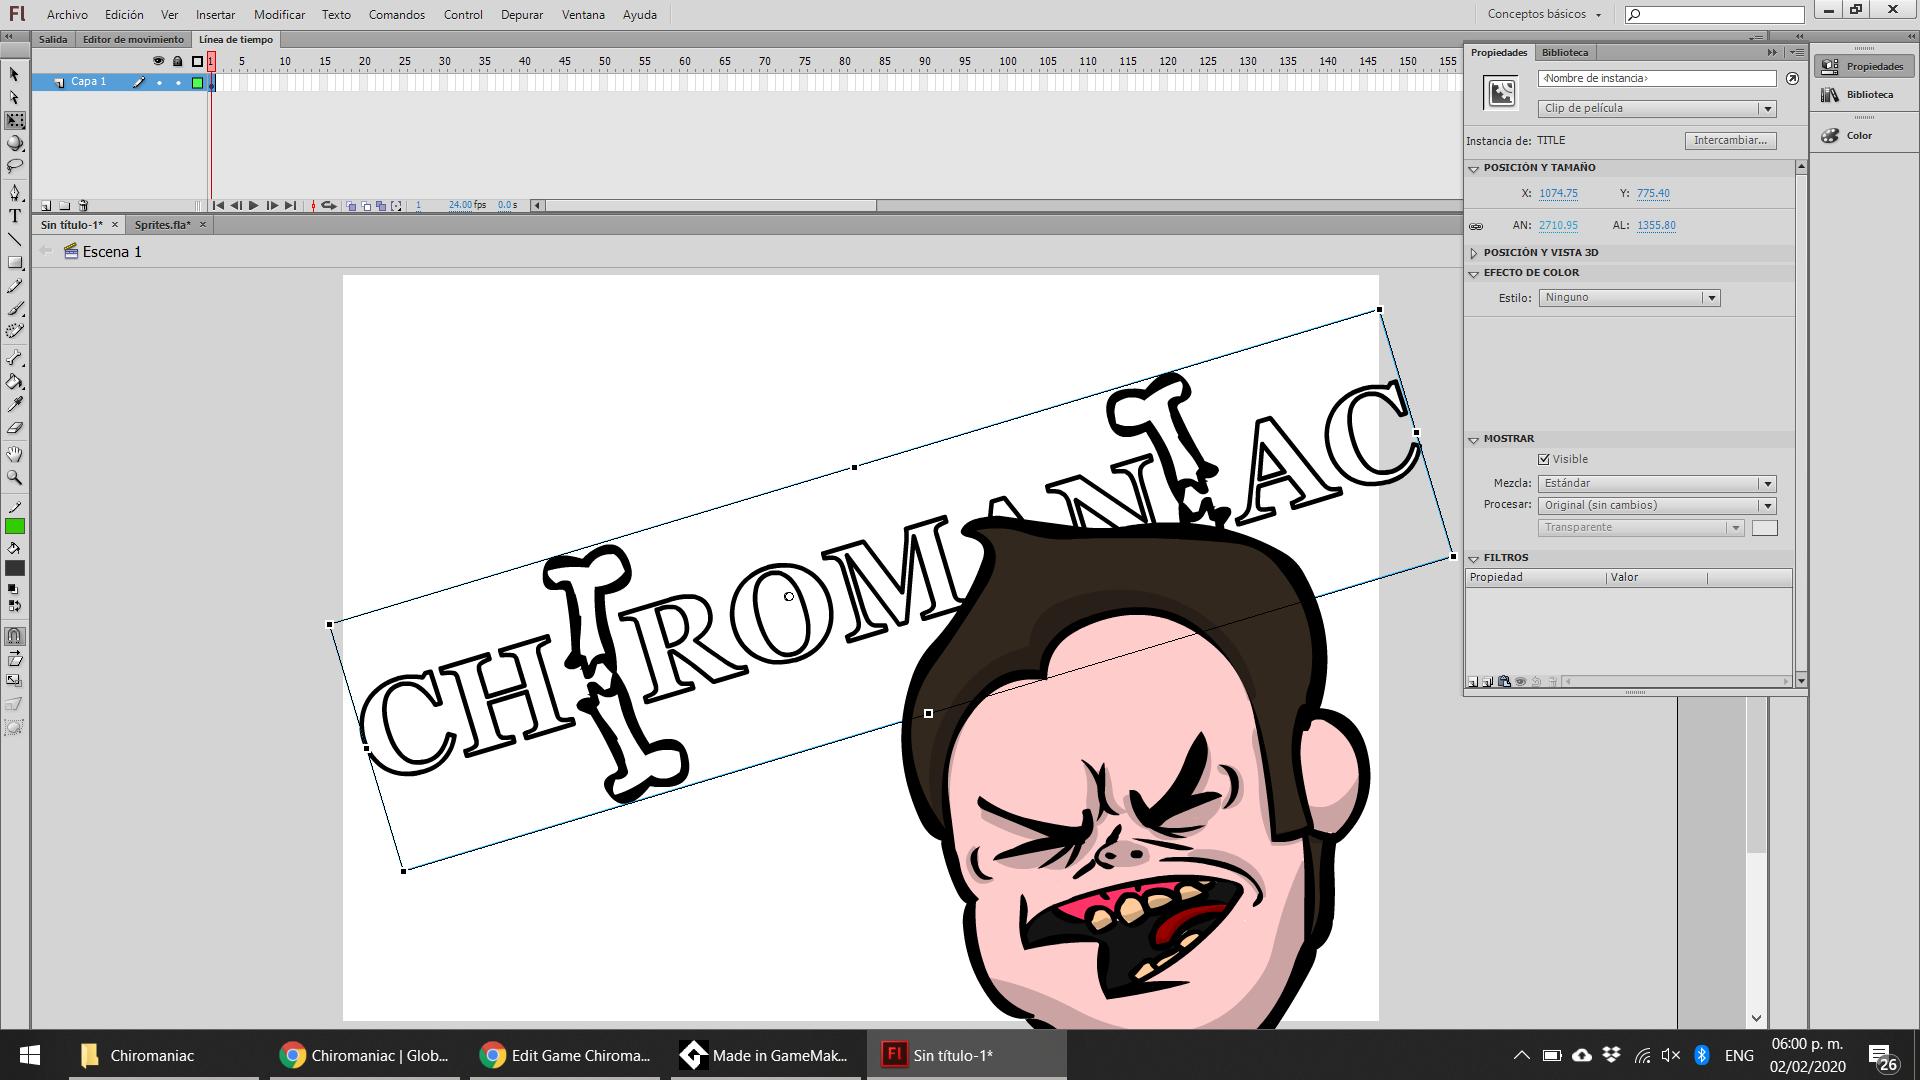 Fl Archivo Edición Ver Insertar Modificar Texto Comandos Control Depurar Ventana Ayuda Conceptos básicos
Salida Editor de movimiento Línea de tiempo
1 5 10 15 20 25 30 35 40 45 50 55 60 65 70 75 80 85 90 95 100 105 110 115 120 125 130 135 140 145 150 155
Capa 1
1 24.00 fps 0.0 s
Sin título-1* × Sprites.fla* ×
Escena 1
CHIROMANIAC
Propiedades Biblioteca
<Nombre de instancia>
Clip de película
Instancia de: TITLE Intercambiar...
POSICIÓN Y TAMAÑO
X: 1074.75 Y: 775.40
AN: 2710.95 AL: 1355.80
POSICIÓN Y VISTA 3D
EFECTO DE COLOR
Estilo: Ninguno
MOSTRAR
Visible
Mezcla: Estándar
Procesar: Original (sin cambios)
Transparente
FILTROS
Propiedad Valor
Propiedades
Biblioteca
Color
Chiromaniac Chiromaniac | Glob... Edit Game Chiroma... Made in GameMak... Fl Sin título-1* ENG 06:00 p. m.
02/02/2020 26